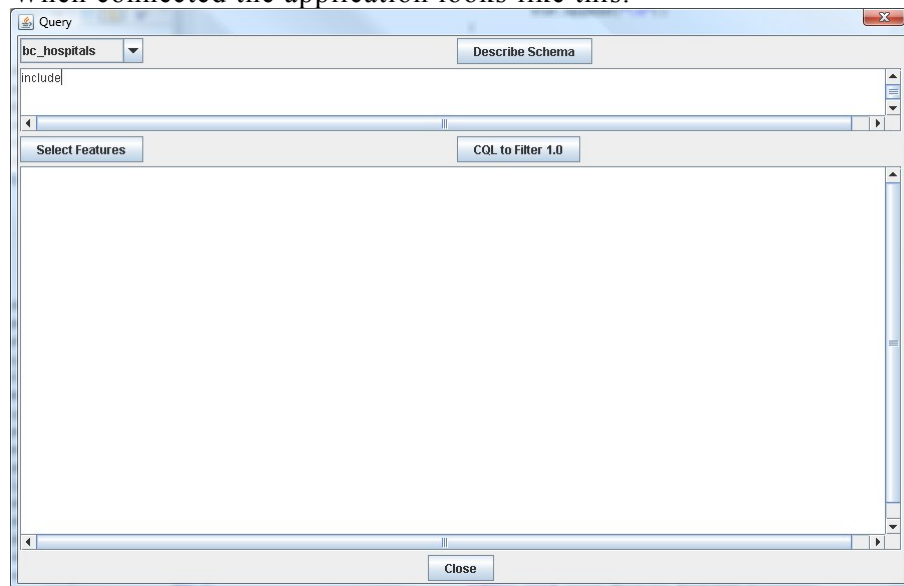 When connected the application looks like this:
Query
bc_hospitals
Describe Schema
include
Select Features
CQL to Filter 1.0
Close